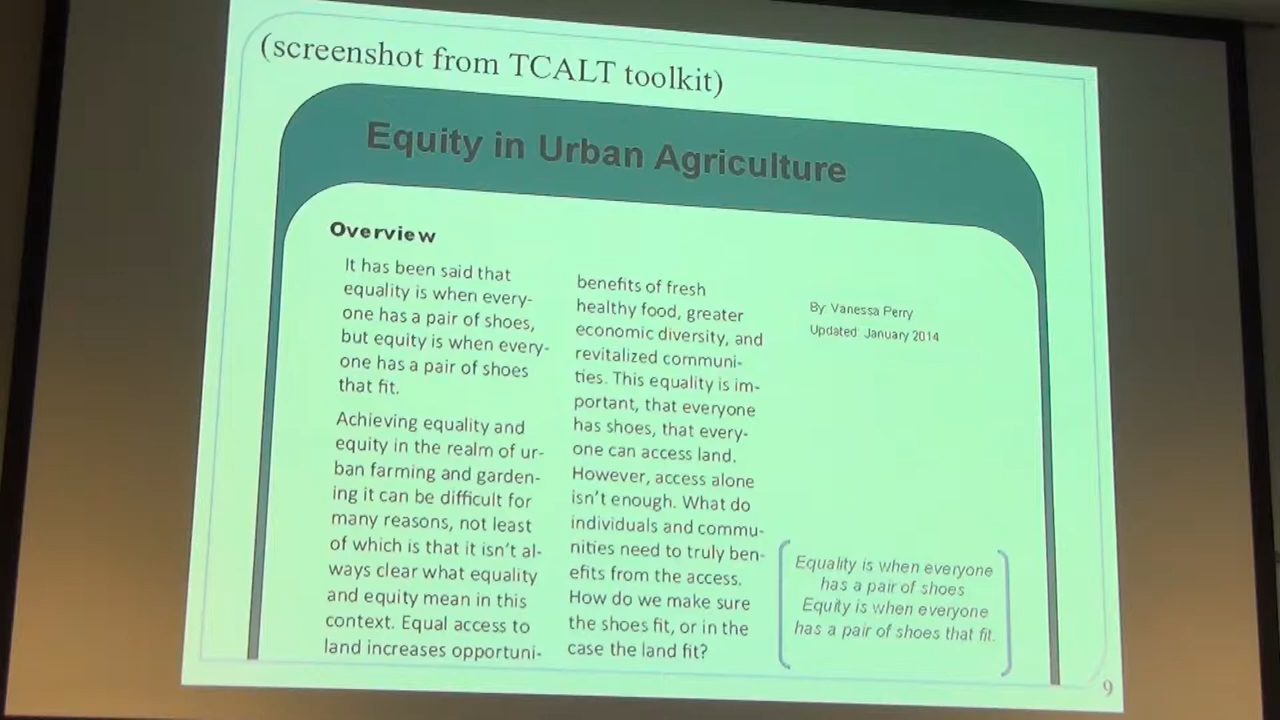 (screenshot from TCALT toolkit)
Equity in Urban Agriculture
Overview
It has been said that
equality is when every-
one has a pair of shoes,
but equity is when every-
one has a pair of shoes
that fit.
Achieving equality and
equity in the realm of ur-
ban farming and garden-
ing it can be difficult for
many reasons, not least
of which is that it isn't al-
ways clear what equality
and equity mean in this
context. Equal access to
land increases opportuni-
benefits of fresh
healthy food, greater
economic diversity, and
revitalized communi-
ties. This equality is im-
portant, that everyone
has shoes, that every-
one can access land.
However, access alone
isn't enough. What do
individuals and commu-
nities need to truly ben-
efits from the access.
How do we make sure
the shoes fit, or in the
case the land fit?
By: Vanessa Perry
Updated: January 2014
Equality is when everyone
has a pair of shoes
Equity is when everyone
has a pair of shoes that fit.
9